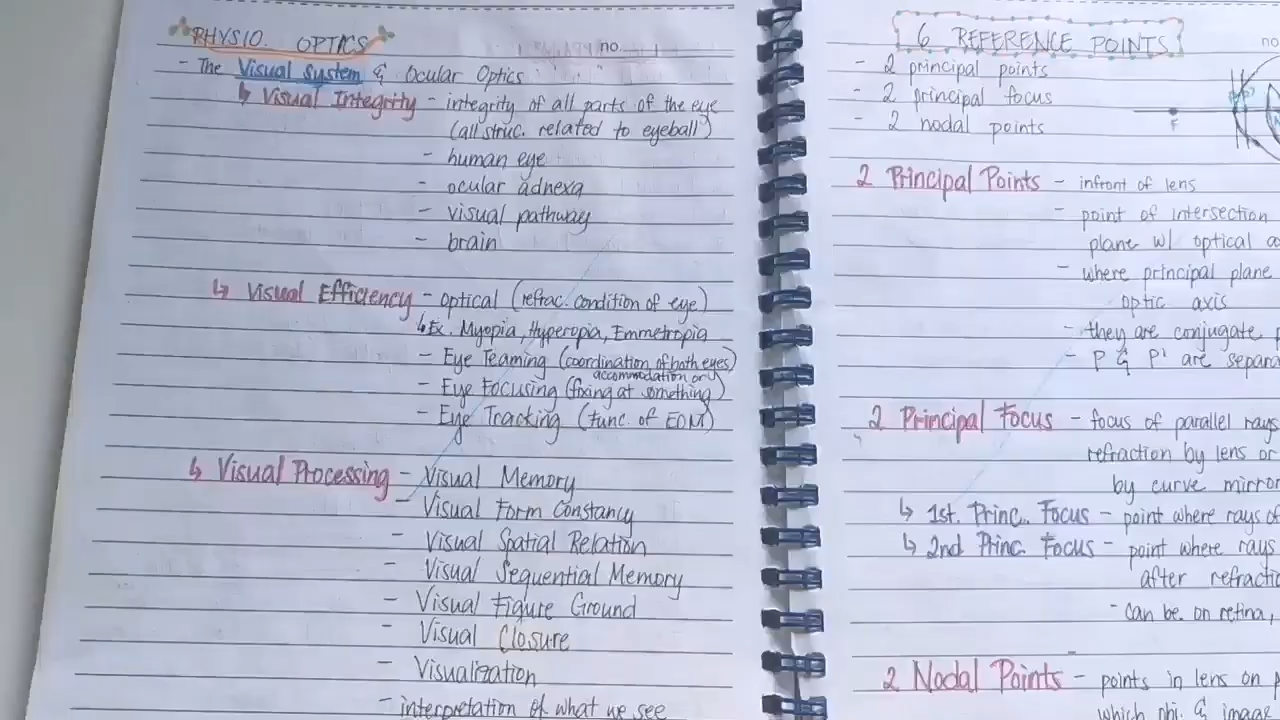 PHYSIO. OPTICS
no.
- The Visual System & Ocular Optics
↳ Visual Integrity - integrity of all parts of the eye
(all struc. related to eyeball)
- human eye
- ocular adnexa
- visual pathway
- brain
↳ Visual Efficiency - optical (refrac. condition of eye)
↳ Ex. Myopia, Hyperopia, Emmetropia
- Eye Teaming (coordination of both eyes)
accommodation or
- Eye Focusing (fixing at something)
- Eye Tracking (func. of EOM)
↳ Visual Processing - Visual Memory
- Visual Form Constancy
- Visual Spatial Relation
- Visual Sequential Memory
- Visual Figure Ground
- Visual Closure
- Visualization
- interpretation what we see
6 REFERENCE POINTS
no
- 2 principal points
- 2 principal focus
- 2 nodal points
F
2 Principal Points - infront of lens
- point of intersection
plane w/ optical
- where principal plane
optic axis
- they are conjugate
- P & P' are
2 Principal Focus - focus of parallel rays
refraction by lens or
by curve mirror
↳ 1st. Princ. Focus - point where rays
↳ 2nd Princ. Focus - point where rays
after
- can be on retina,
2 Nodal Points - points in lens on